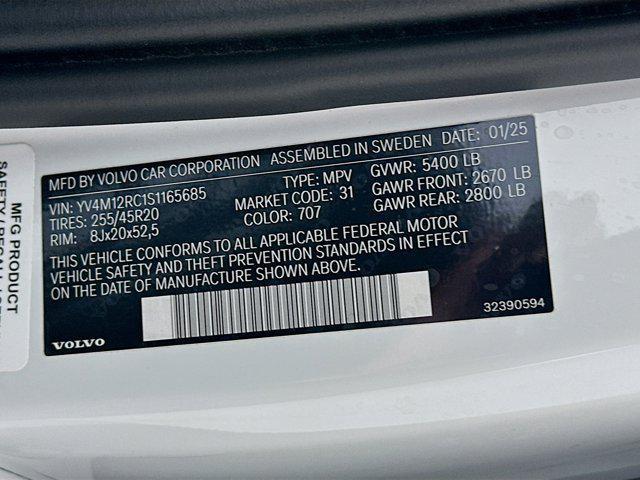 MFD BY VOLVO CAR CORPORATION ASSEMBLED IN SWEDEN DATE: 01/25
VIN: YV4M12RC1S1165685 TYPE: MPV GVWR: 5400 LB
TIRES: 255/45R20 MARKET CODE: 31 GAWR FRONT: 2670 LB
RIM: 8Jx20x52,5 COLOR: 707 GAWR REAR: 2800 LB
THIS VEHICLE CONFORMS TO ALL APPLICABLE FEDERAL MOTOR
VEHICLE SAFETY AND THEFT PREVENTION STANDARDS IN EFFECT
ON THE DATE OF MANUFACTURE SHOWN ABOVE.
32390594
VOLVO
MFG PRODUCT